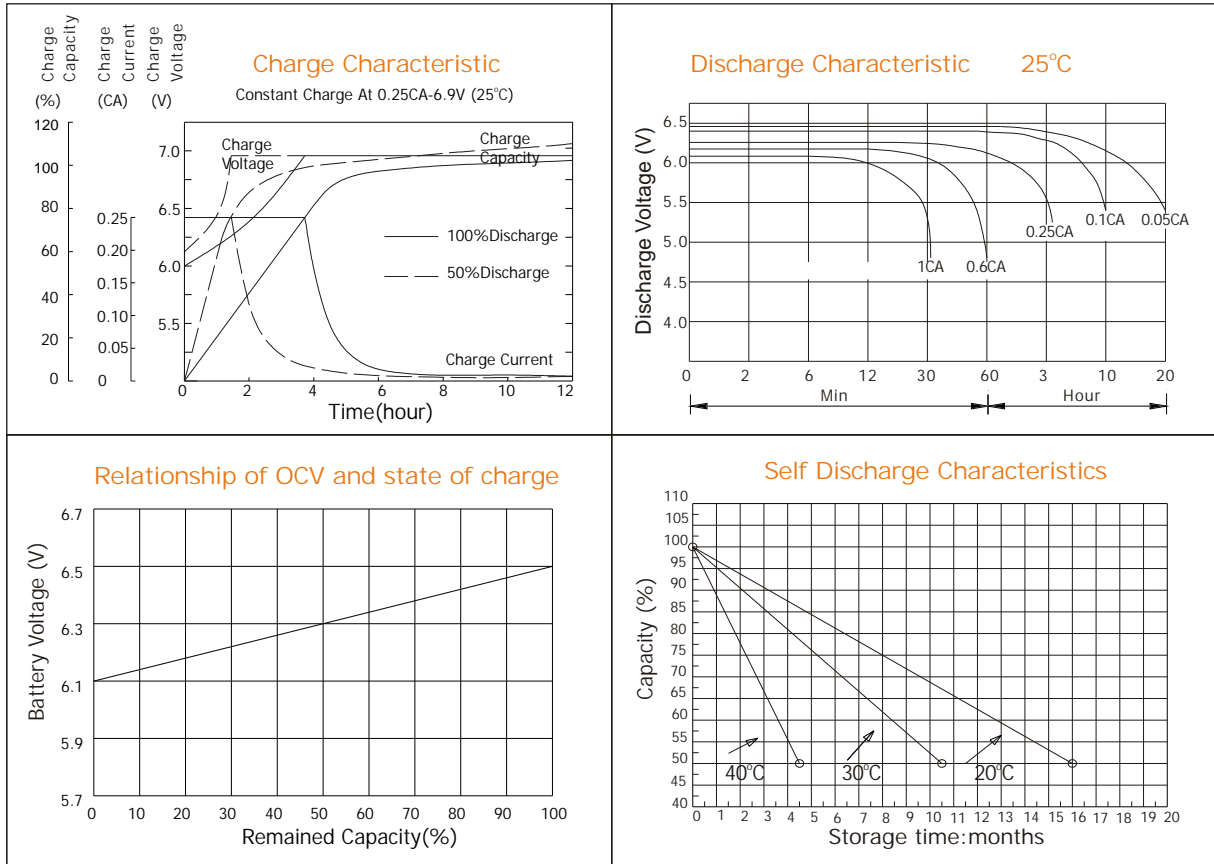 Charge Capacity
Charge Current
Charge Voltage
(%) (CA) (V)
Charge Characteristic
Constant Charge At 0.25CA-6.9V (25°C)
120
100
80
60
40
20
0
0.25
0.20
0.15
0.10
0.05
0
7.0
6.5
6.0
5.5
Charge Voltage
Charge Capacity
100%Discharge
50%Discharge
Charge Current
0 2 4 6 8 10 12
Time(hour)
Discharge Characteristic 25°C
Discharge Voltage (V)
6.5
6.0
5.5
5.0
4.5
4.0
1CA 0.6CA 0.25CA 0.1CA 0.05CA
0 2 6 12 30 60 3 10 20
Min Hour
Relationship of OCV and state of charge
Battery Voltage (V)
6.7
6.5
6.3
6.1
5.9
5.7
0 10 20 30 40 50 60 70 80 90 100
Remained Capacity(%)
Self Discharge Characteristics
Capacity (%)
110
105
100
95
90
85
80
75
70
65
60
55
50
45
40
40°C 30°C 20°C
0 1 2 3 4 5 6 7 8 9 10 11 12 13 14 15 16 17 18 19 20
Storage time:months